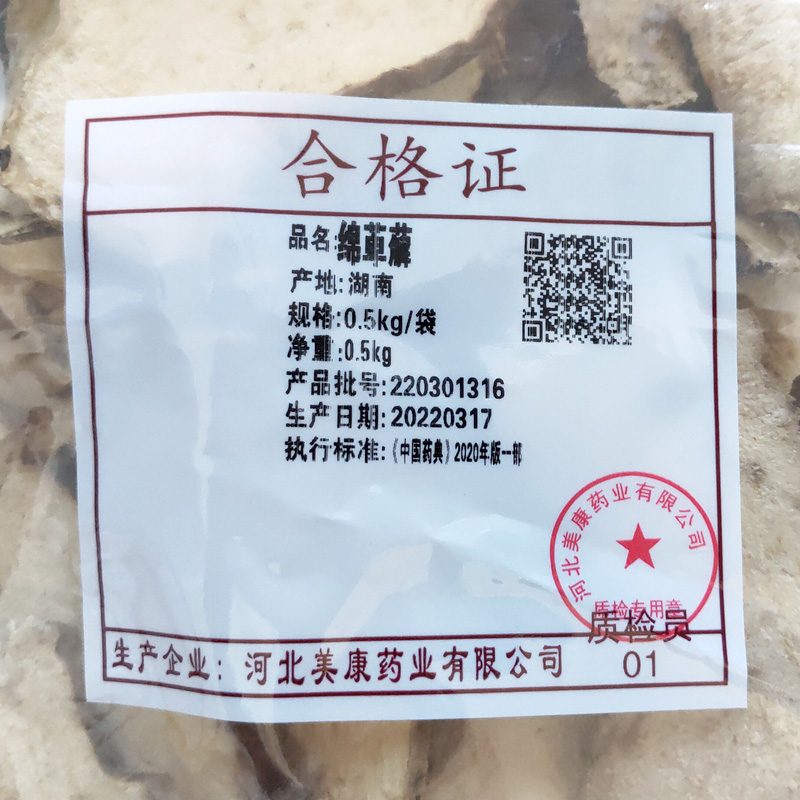 合格证
品名:绵萆薢
产地:湖南
规格:0.5kg/袋
净重:0.5kg
产品批号:220301316
生产日期:20220317
执行标准:《中国药典》2020年版一部
河北美康药业有限公司
质检专用章
质检员
01
生产企业:河北美康药业有限公司